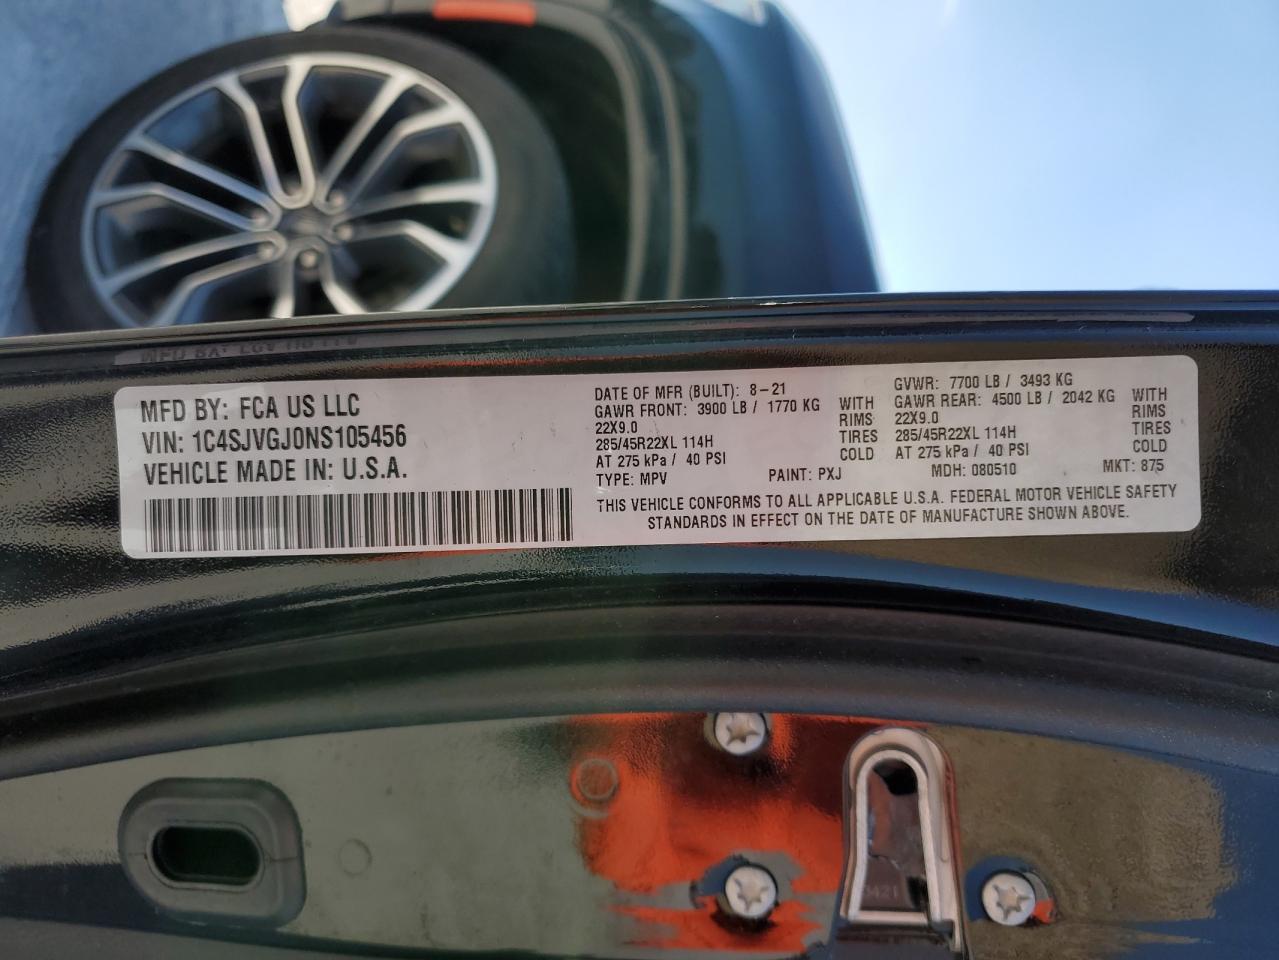 MFD BY: FCA US LLC
VIN: 1C4SJVGJ0NS105456
VEHICLE MADE IN: U.S.A.
DATE OF MFR (BUILT): 8-21
GAWR FRONT: 3900 LB / 1770 KG WITH
22X9.0 RIMS
285/45R22XL 114H TIRES
AT 275 kPa / 40 PSI COLD
TYPE: MPV PAINT: PXJ
GVWR: 7700 LB / 3493 KG
GAWR REAR: 4500 LB / 2042 KG WITH
22X9.0 RIMS
285/45R22XL 114H TIRES
AT 275 kPa / 40 PSI COLD
MDH: 080510 MKT: 875
THIS VEHICLE CONFORMS TO ALL APPLICABLE U.S.A. FEDERAL MOTOR VEHICLE SAFETY
STANDARDS IN EFFECT ON THE DATE OF MANUFACTURE SHOWN ABOVE.